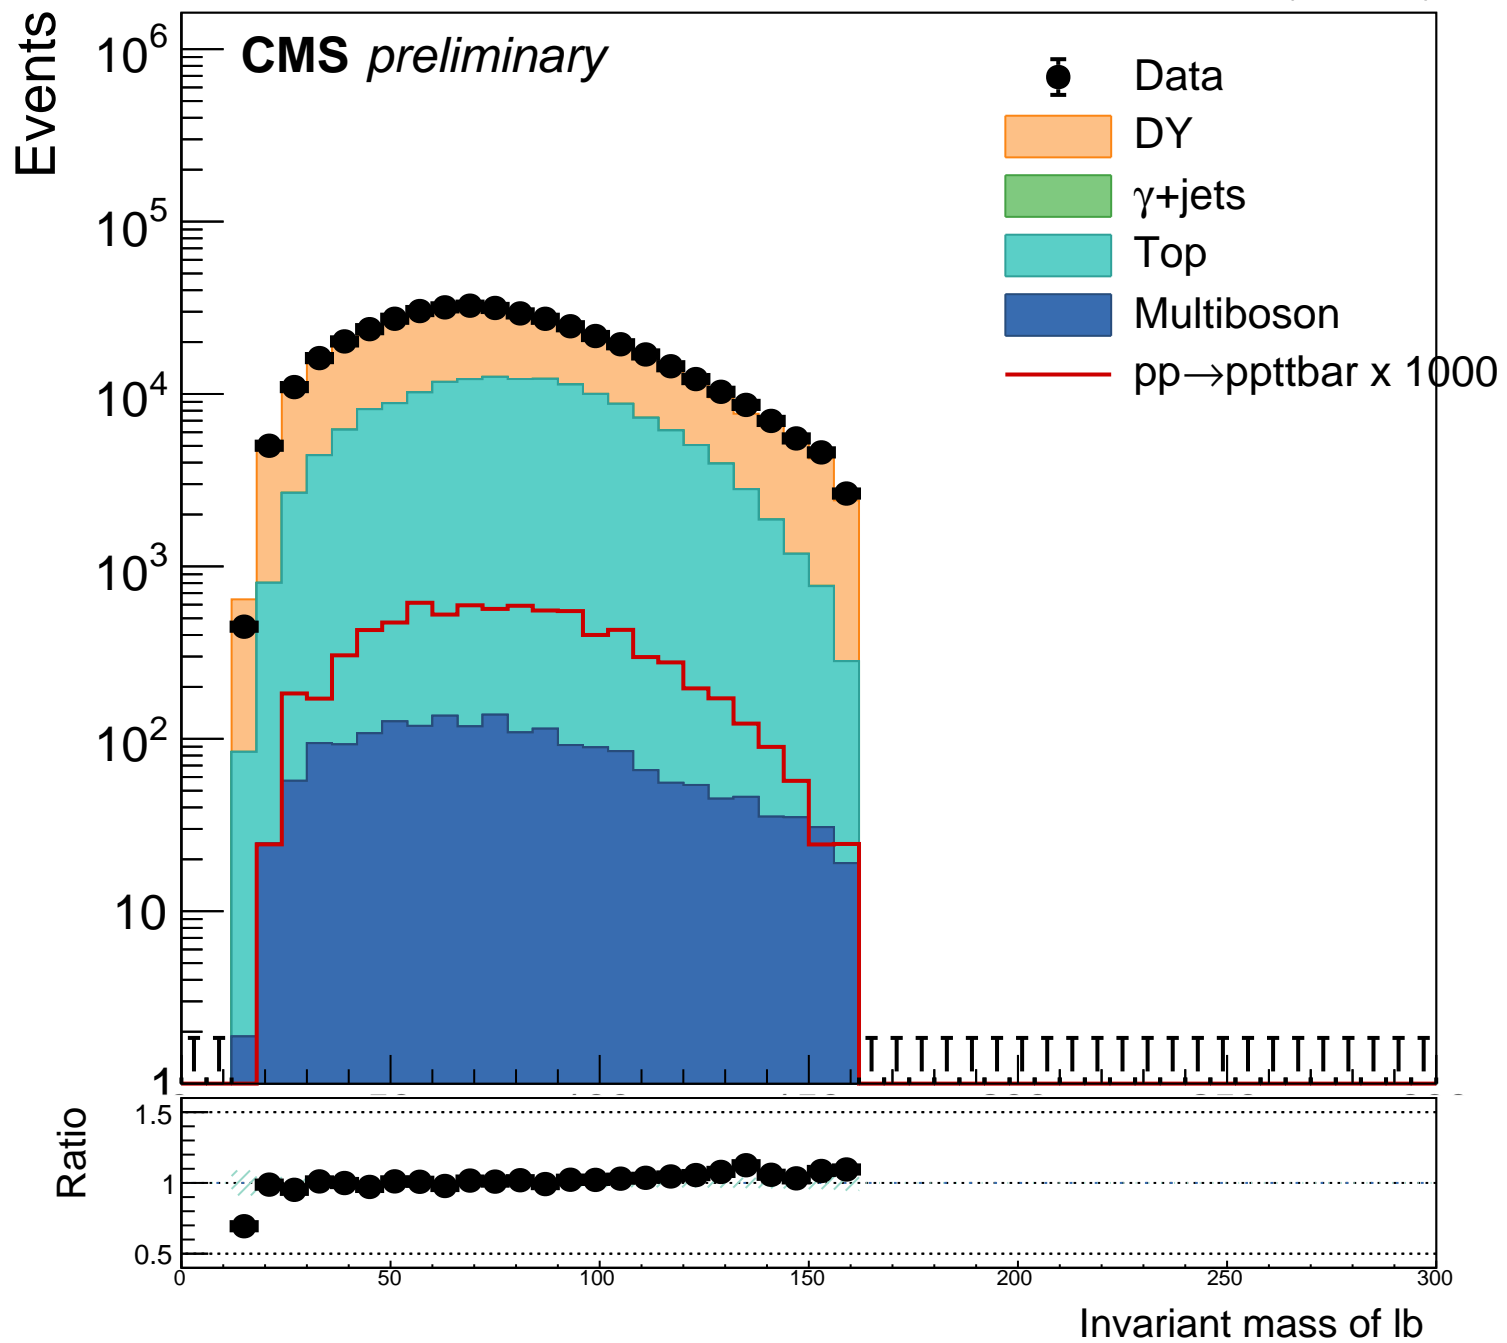 CMS preliminary
Events
10^6
10^5
10^4
10^3
10^2
10
1
Data
DY
γ+jets
Top
Multiboson
pp→ppttbar x 1000
Ratio
1.5
1
0.5
0 50 100 150 200 250 300
Invariant mass of lb